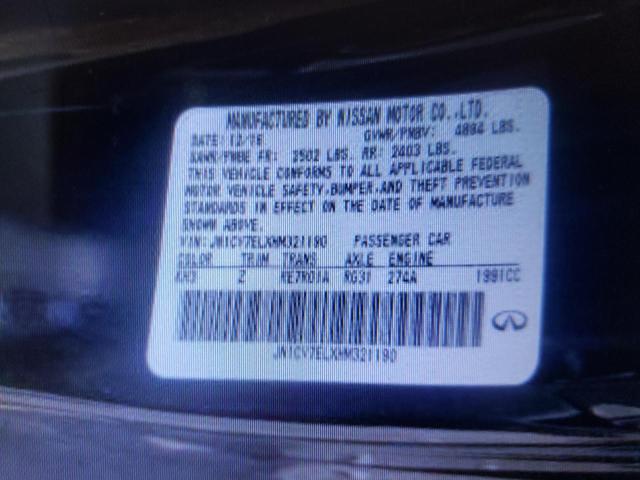 MANUFACTURED BY NISSAN MOTOR CO.,LTD.
DATE: 12/16 GVWR/PNBV: 4894 LBS.
GAWR/PNBE FR: 2502 LBS. RR: 2403 LBS.
THIS VEHICLE CONFORMS TO ALL APPLICABLE FEDERAL
MOTOR VEHICLE SAFETY,BUMPER,AND THEFT PREVENTION
STANDARDS IN EFFECT ON THE DATE OF MANUFACTURE
SHOWN ABOVE.
VIN: JN1CV7ELXHM321190 PASSENGER CAR
COLOR TRIM TRANS AXLE ENGINE
KH3 Z RE7R01A RG31 274A 1991CC
JN1CV7ELXHM321190